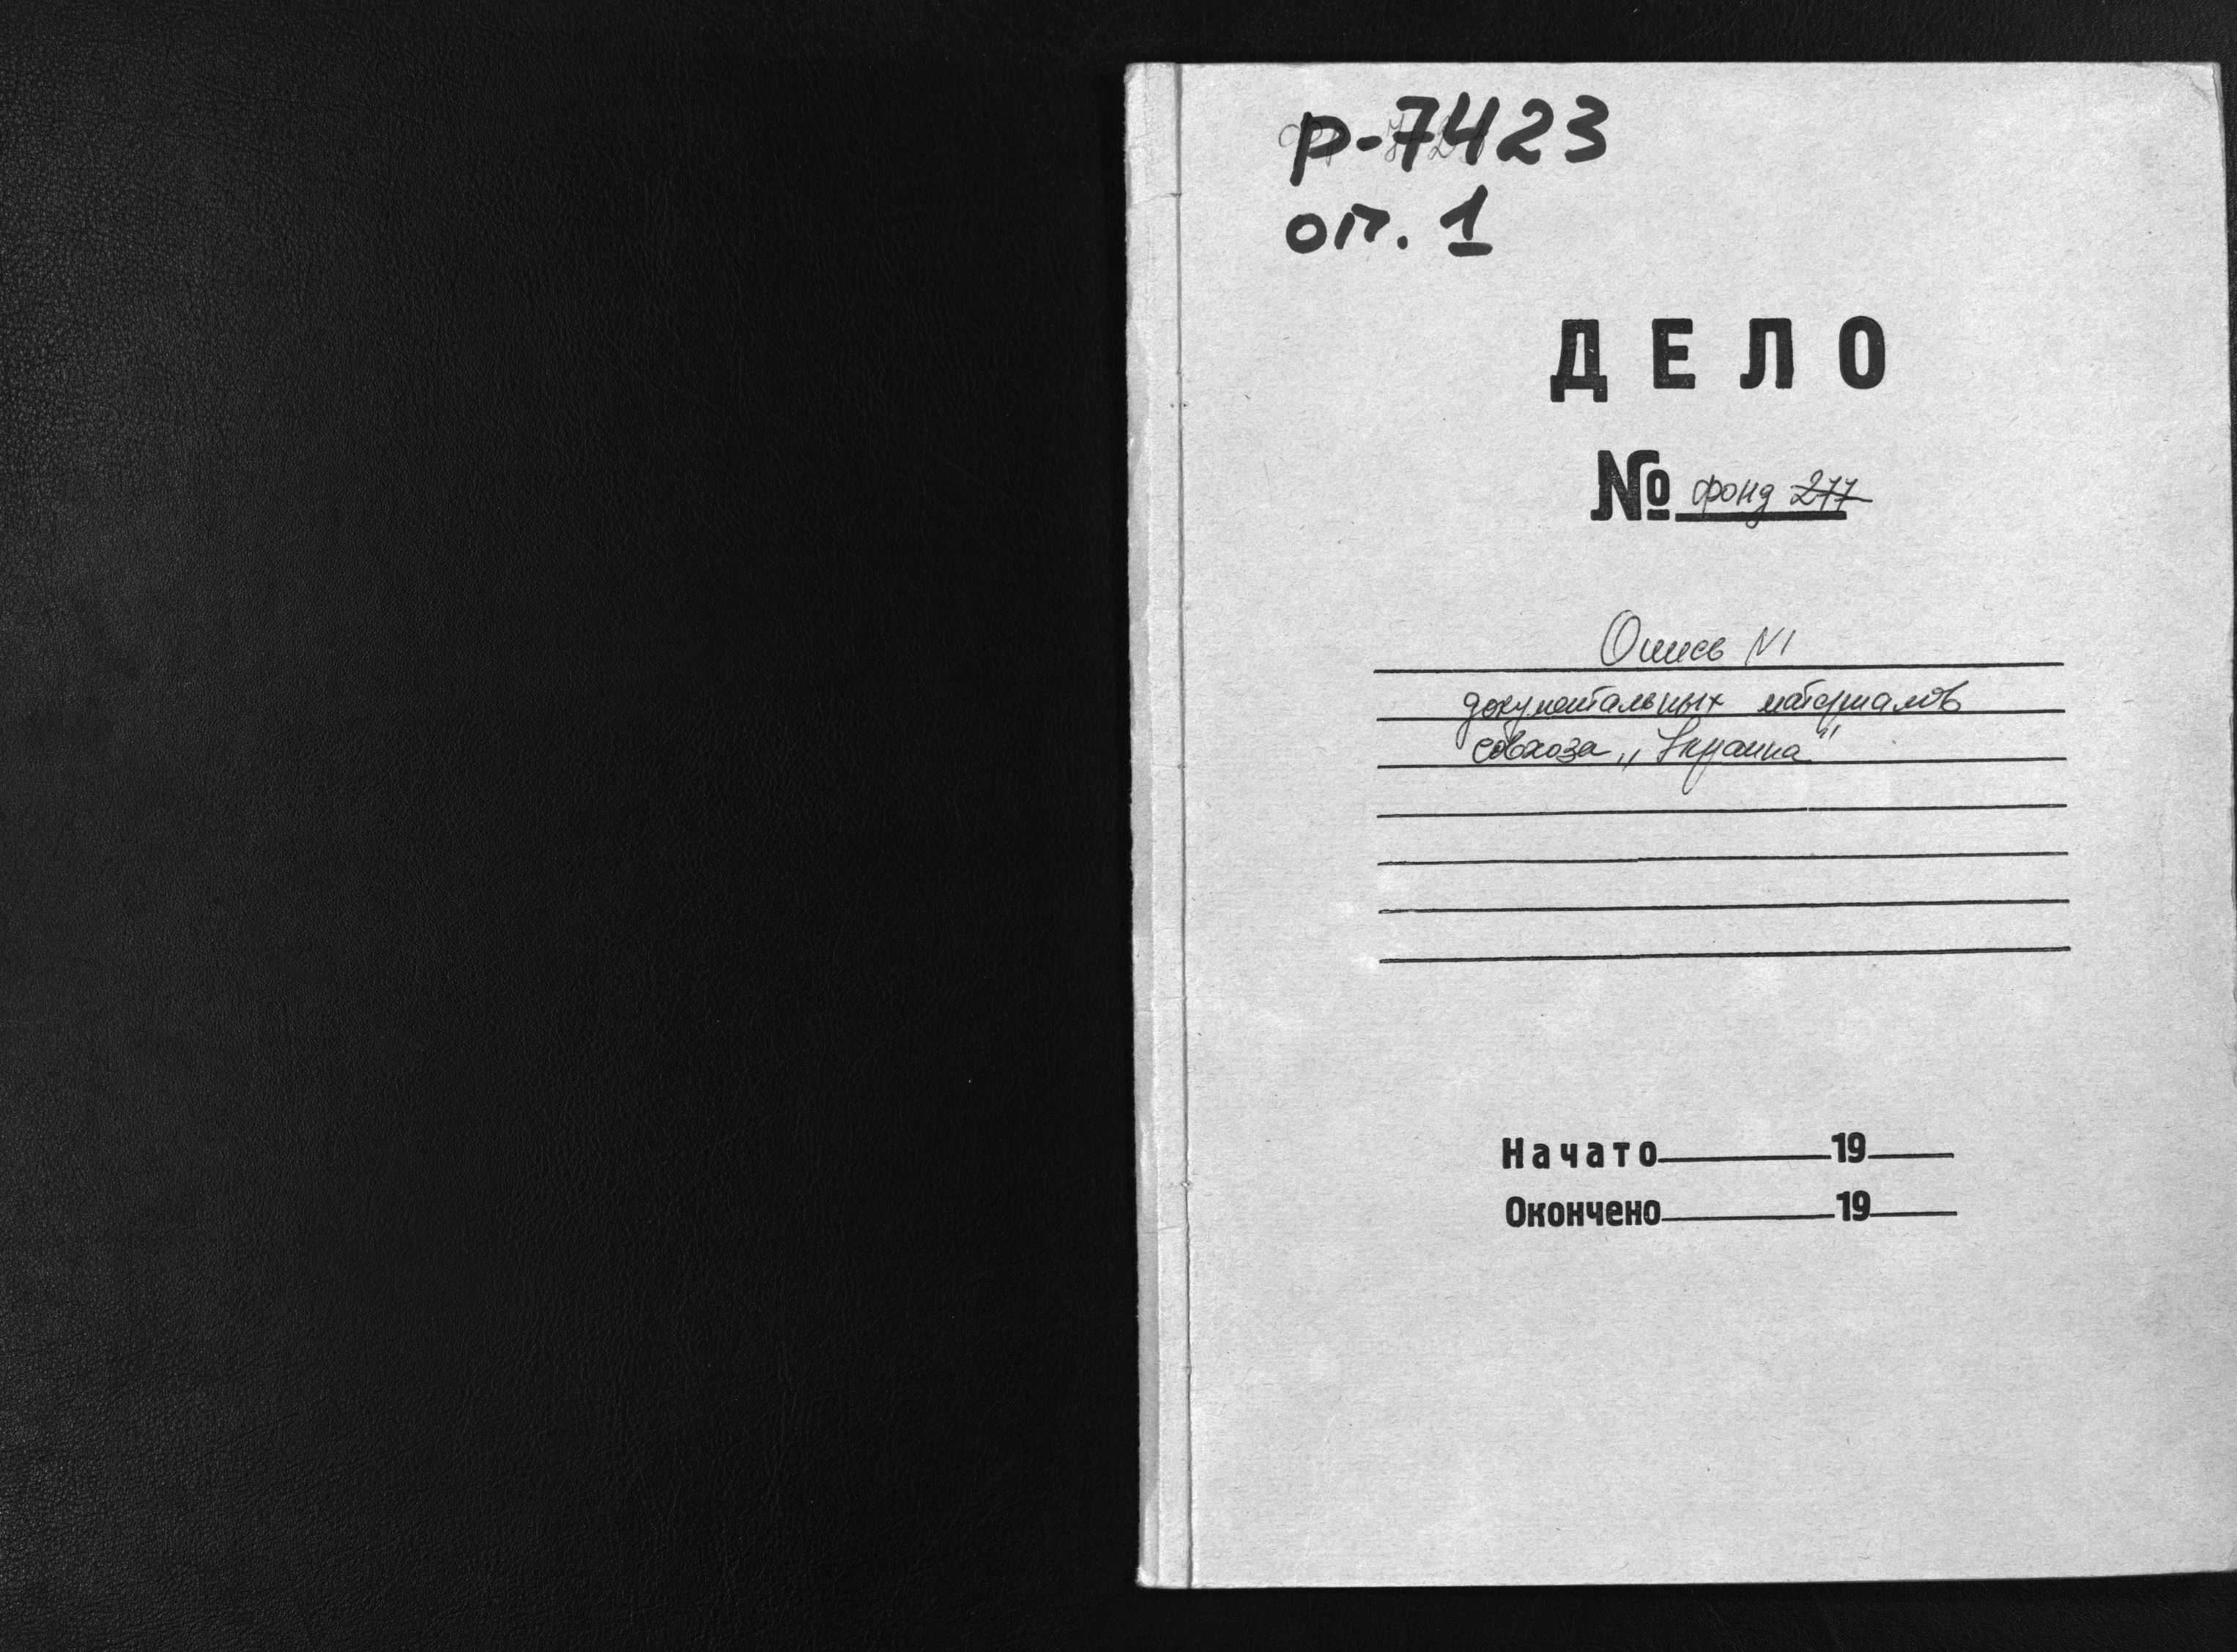 р-7423
оп. 1
ДЕЛО
№ фонд 277
Опись N1
документальных материалов
совхоза „Украина"
Начато 19
Окончено 19